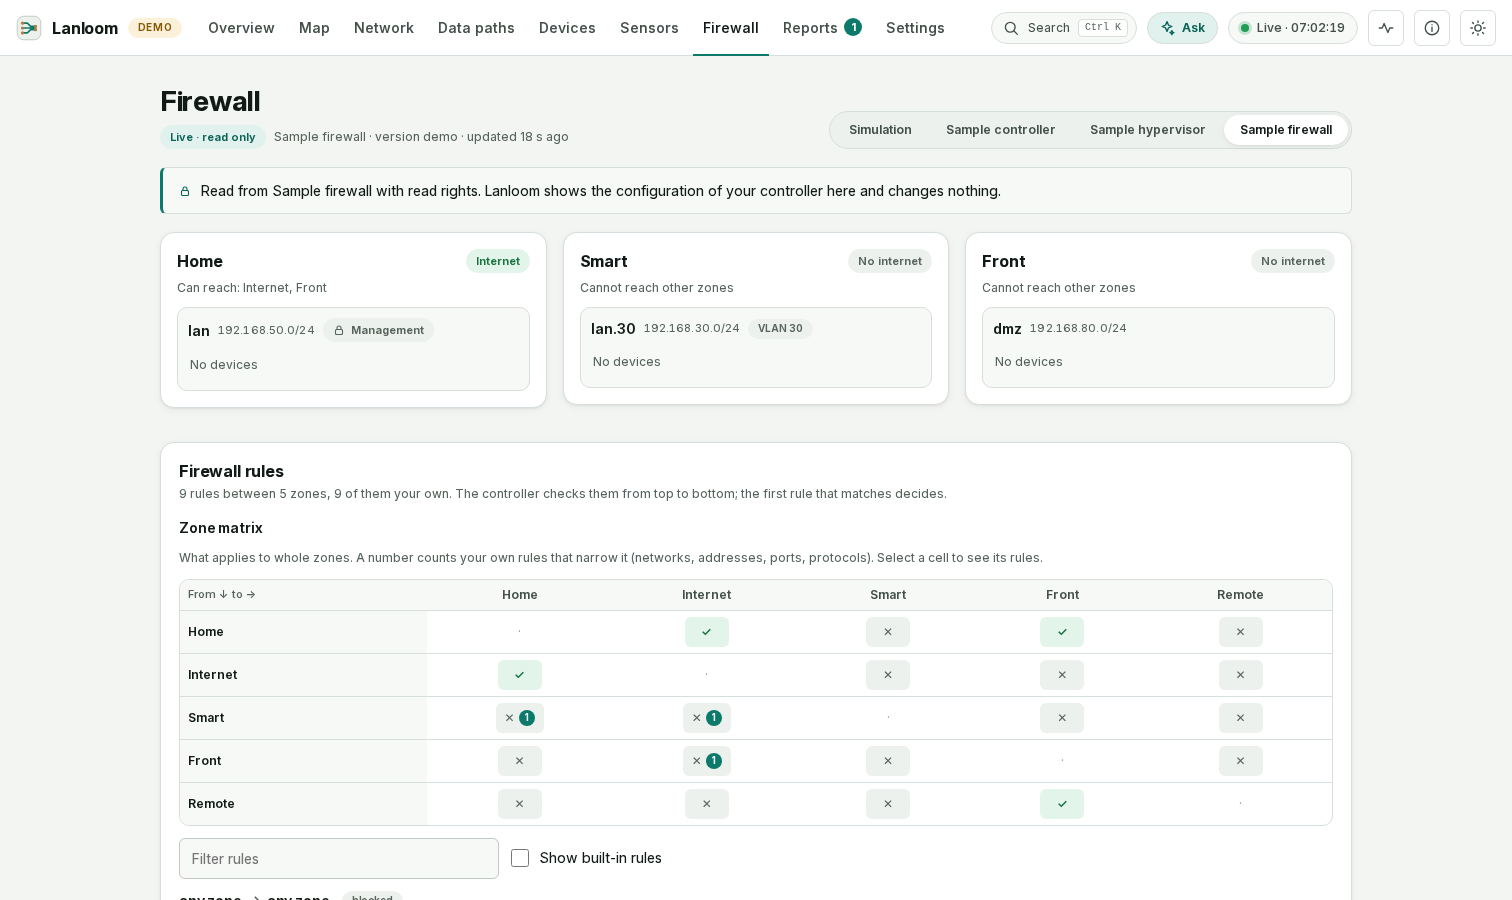 Lanloom DEMO Overview Map Network Data paths Devices Sensors Firewall Reports 1 Settings Search Ctrl K Ask Live · 07:02:19
Firewall
Live · read only Sample firewall · version demo · updated 18 s ago
Simulation Sample controller Sample hypervisor Sample firewall
Read from Sample firewall with read rights. Lanloom shows the configuration of your controller here and changes nothing.
Home Internet
Can reach: Internet, Front
lan 192.168.50.0/24 Management
No devices
Smart No internet
Cannot reach other zones
lan.30 192.168.30.0/24 VLAN 30
No devices
Front No internet
Cannot reach other zones
dmz 192.168.80.0/24
No devices
Firewall rules
9 rules between 5 zones, 9 of them your own. The controller checks them from top to bottom; the first rule that matches decides.
Zone matrix
What applies to whole zones. A number counts your own rules that narrow it (networks, addresses, ports, protocols). Select a cell to see its rules.
From ↓ to → Home Internet Smart Front Remote
Home · ✓ ✕ ✓ ✕
Internet ✓ · ✕ ✕ ✕
Smart ✕ 1 ✕ 1 · ✕ ✕
Front ✕ ✕ 1 ✕ · ✕
Remote ✕ ✕ ✕ ✓ ·
Filter rules Show built-in rules
any zone → any zone blocked